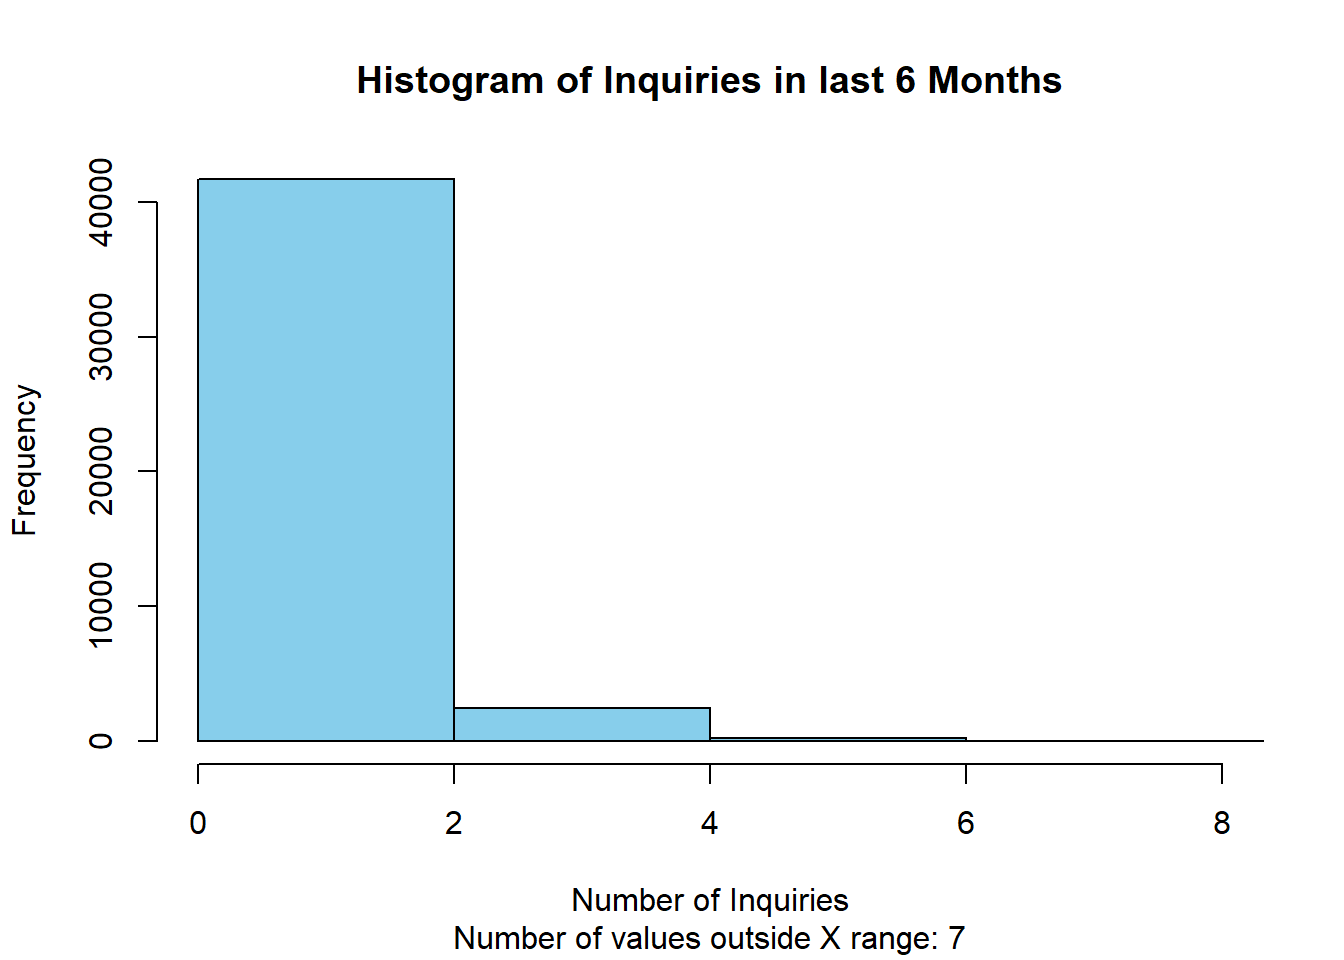 Histogram of Inquiries in last 6 Months
Frequency
40000
30000
20000
10000
0
0 2 4 6 8
Number of Inquiries
Number of values outside X range: 7